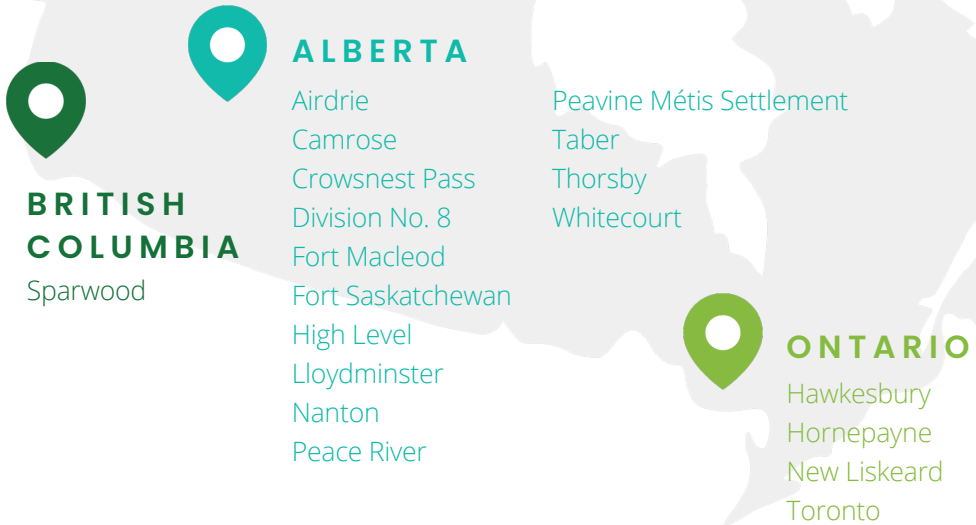 BRITISH
COLUMBIA
Sparwood
ALBERTA
Airdrie
Camrose
Crowsnest Pass
Division No. 8
Fort Macleod
Fort Saskatchewan
High Level
Lloydminster
Nanton
Peace River
Peavine Métis Settlement
Taber
Thorsby
Whitecourt
ONTARIO
Hawkesbury
Hornepayne
New Liskeard
Toronto